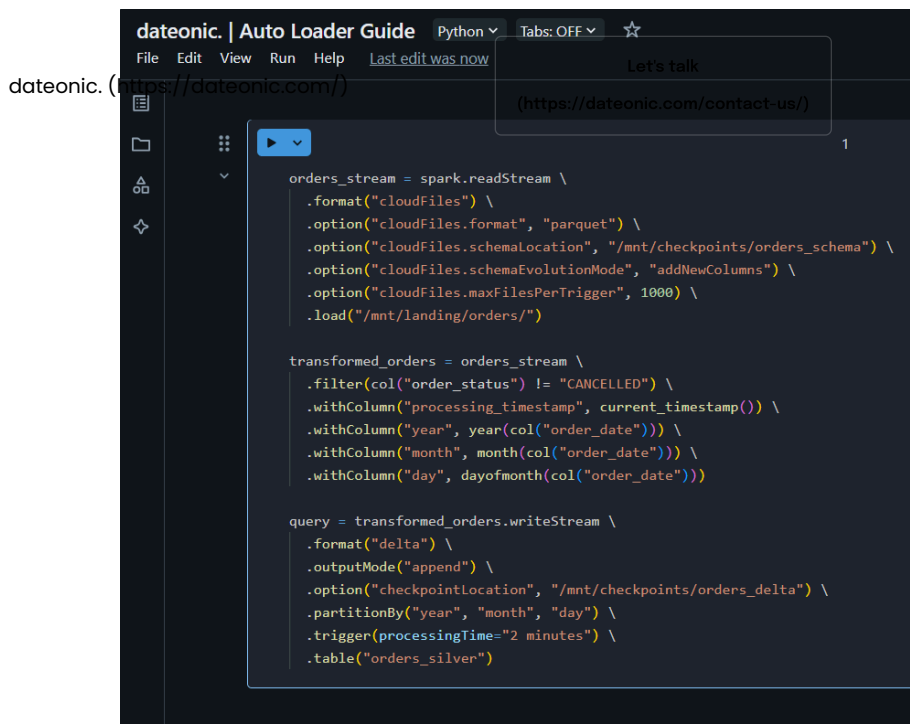 dateonic. | Auto Loader Guide Python Tabs: OFF
File Edit View Run Help Last edit was now
Let's talk
dateonic. (https://dateonic.com/)
(https://dateonic.com/contact-us/)
1
orders_stream = spark.readStream \
.format("cloudFiles") \
.option("cloudFiles.format", "parquet") \
.option("cloudFiles.schemaLocation", "/mnt/checkpoints/orders_schema") \
.option("cloudFiles.schemaEvolutionMode", "addNewColumns") \
.option("cloudFiles.maxFilesPerTrigger", 1000) \
.load("/mnt/landing/orders/")
transformed_orders = orders_stream \
.filter(col("order_status") != "CANCELLED") \
.withColumn("processing_timestamp", current_timestamp()) \
.withColumn("year", year(col("order_date"))) \
.withColumn("month", month(col("order_date"))) \
.withColumn("day", dayofmonth(col("order_date")))
query = transformed_orders.writeStream \
.format("delta") \
.outputMode("append") \
.option("checkpointLocation", "/mnt/checkpoints/orders_delta") \
.partitionBy("year", "month", "day") \
.trigger(processingTime="2 minutes") \
.table("orders_silver")